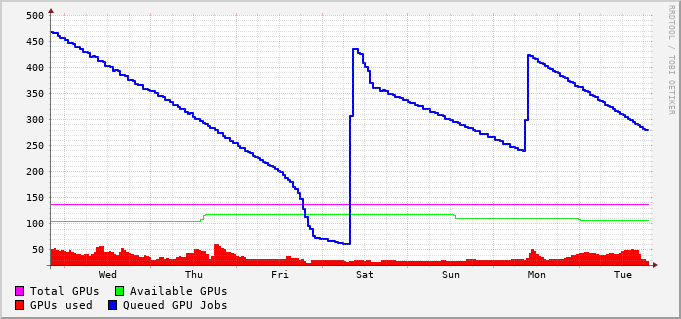 500
450
400
350
300
250
200
150
100
50
Wed Thu Fri Sat Sun Mon Tue
Total GPUs Available GPUs
GPUs used Queued GPU Jobs
RRDTOOL / TOBI OETIKER